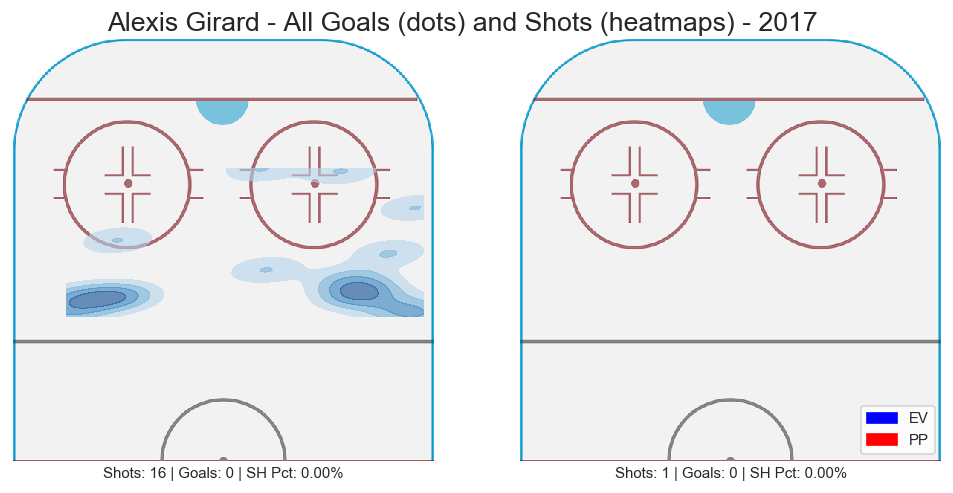 Alexis Girard - All Goals (dots) and Shots (heatmaps) - 2017
EV
PP
Shots: 16 | Goals: 0 | SH Pct: 0.00%
Shots: 1 | Goals: 0 | SH Pct: 0.00%